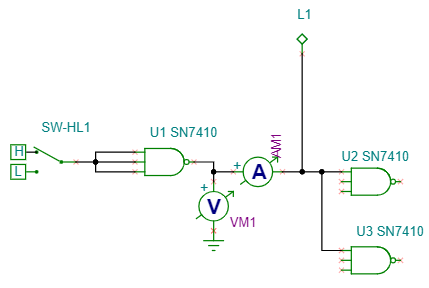 L1
SW-HL1
U1 SN7410
H
L
+
A
AM1
U2 SN7410
+
V
VM1
U3 SN7410